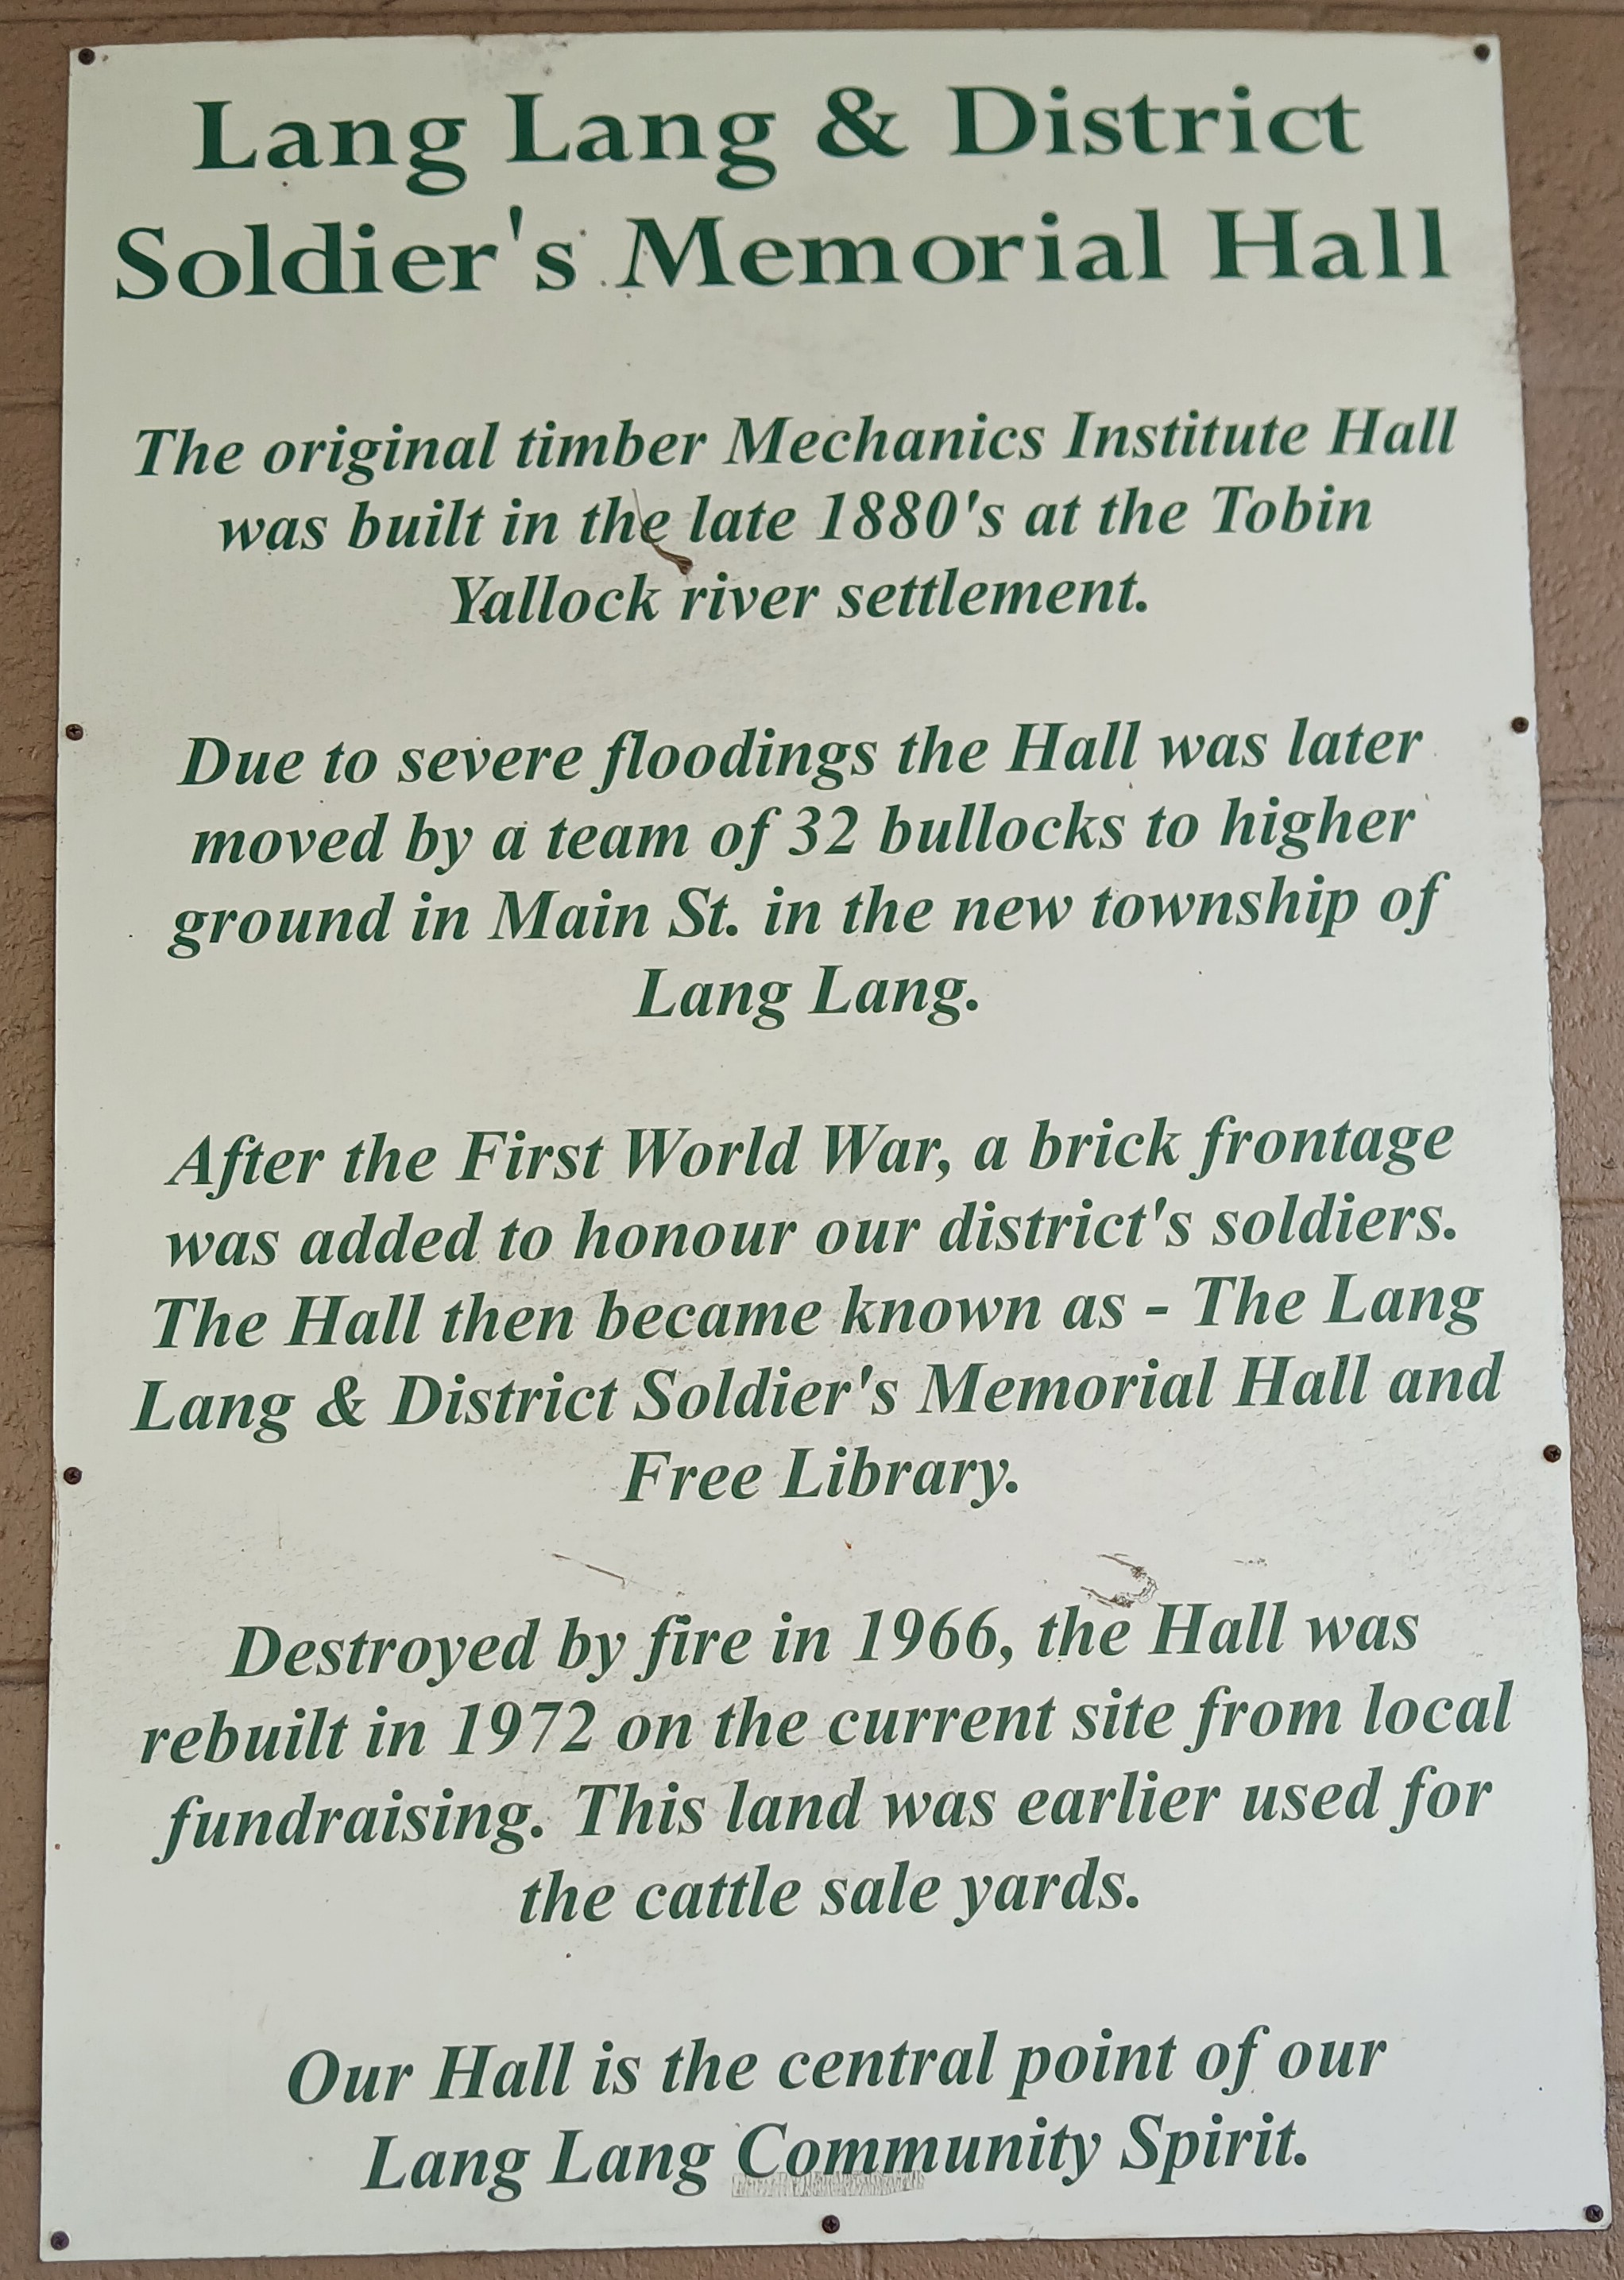 Lang Lang & District
Soldier's Memorial Hall
The original timber Mechanics Institute Hall
was built in the late 1880's at the Tobin
Yallock river settlement.
Due to severe floodings the Hall was later
moved by a team of 32 bullocks to higher
ground in Main St. in the new township of
Lang Lang.
After the First World War, a brick frontage
was added to honour our district's soldiers.
The Hall then became known as - The Lang
Lang & District Soldier's Memorial Hall and
Free Library.
Destroyed by fire in 1966, the Hall was
rebuilt in 1972 on the current site from local
fundraising. This land was earlier used for
the cattle sale yards.
Our Hall is the central point of our
Lang Lang Community Spirit.